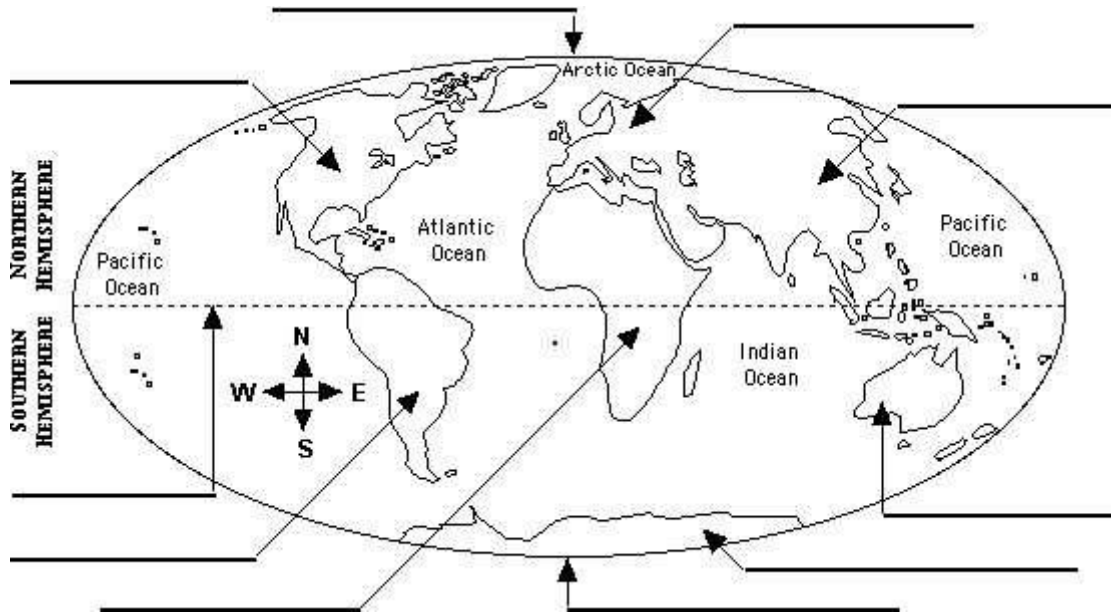 Arctic Ocean
NORTHERN
HEMISPHERE
Atlantic
Ocean
Pacific
Ocean
Pacific
Ocean
SOUTHERN
HEMISPHERE
N
W E
S
Indian
Ocean